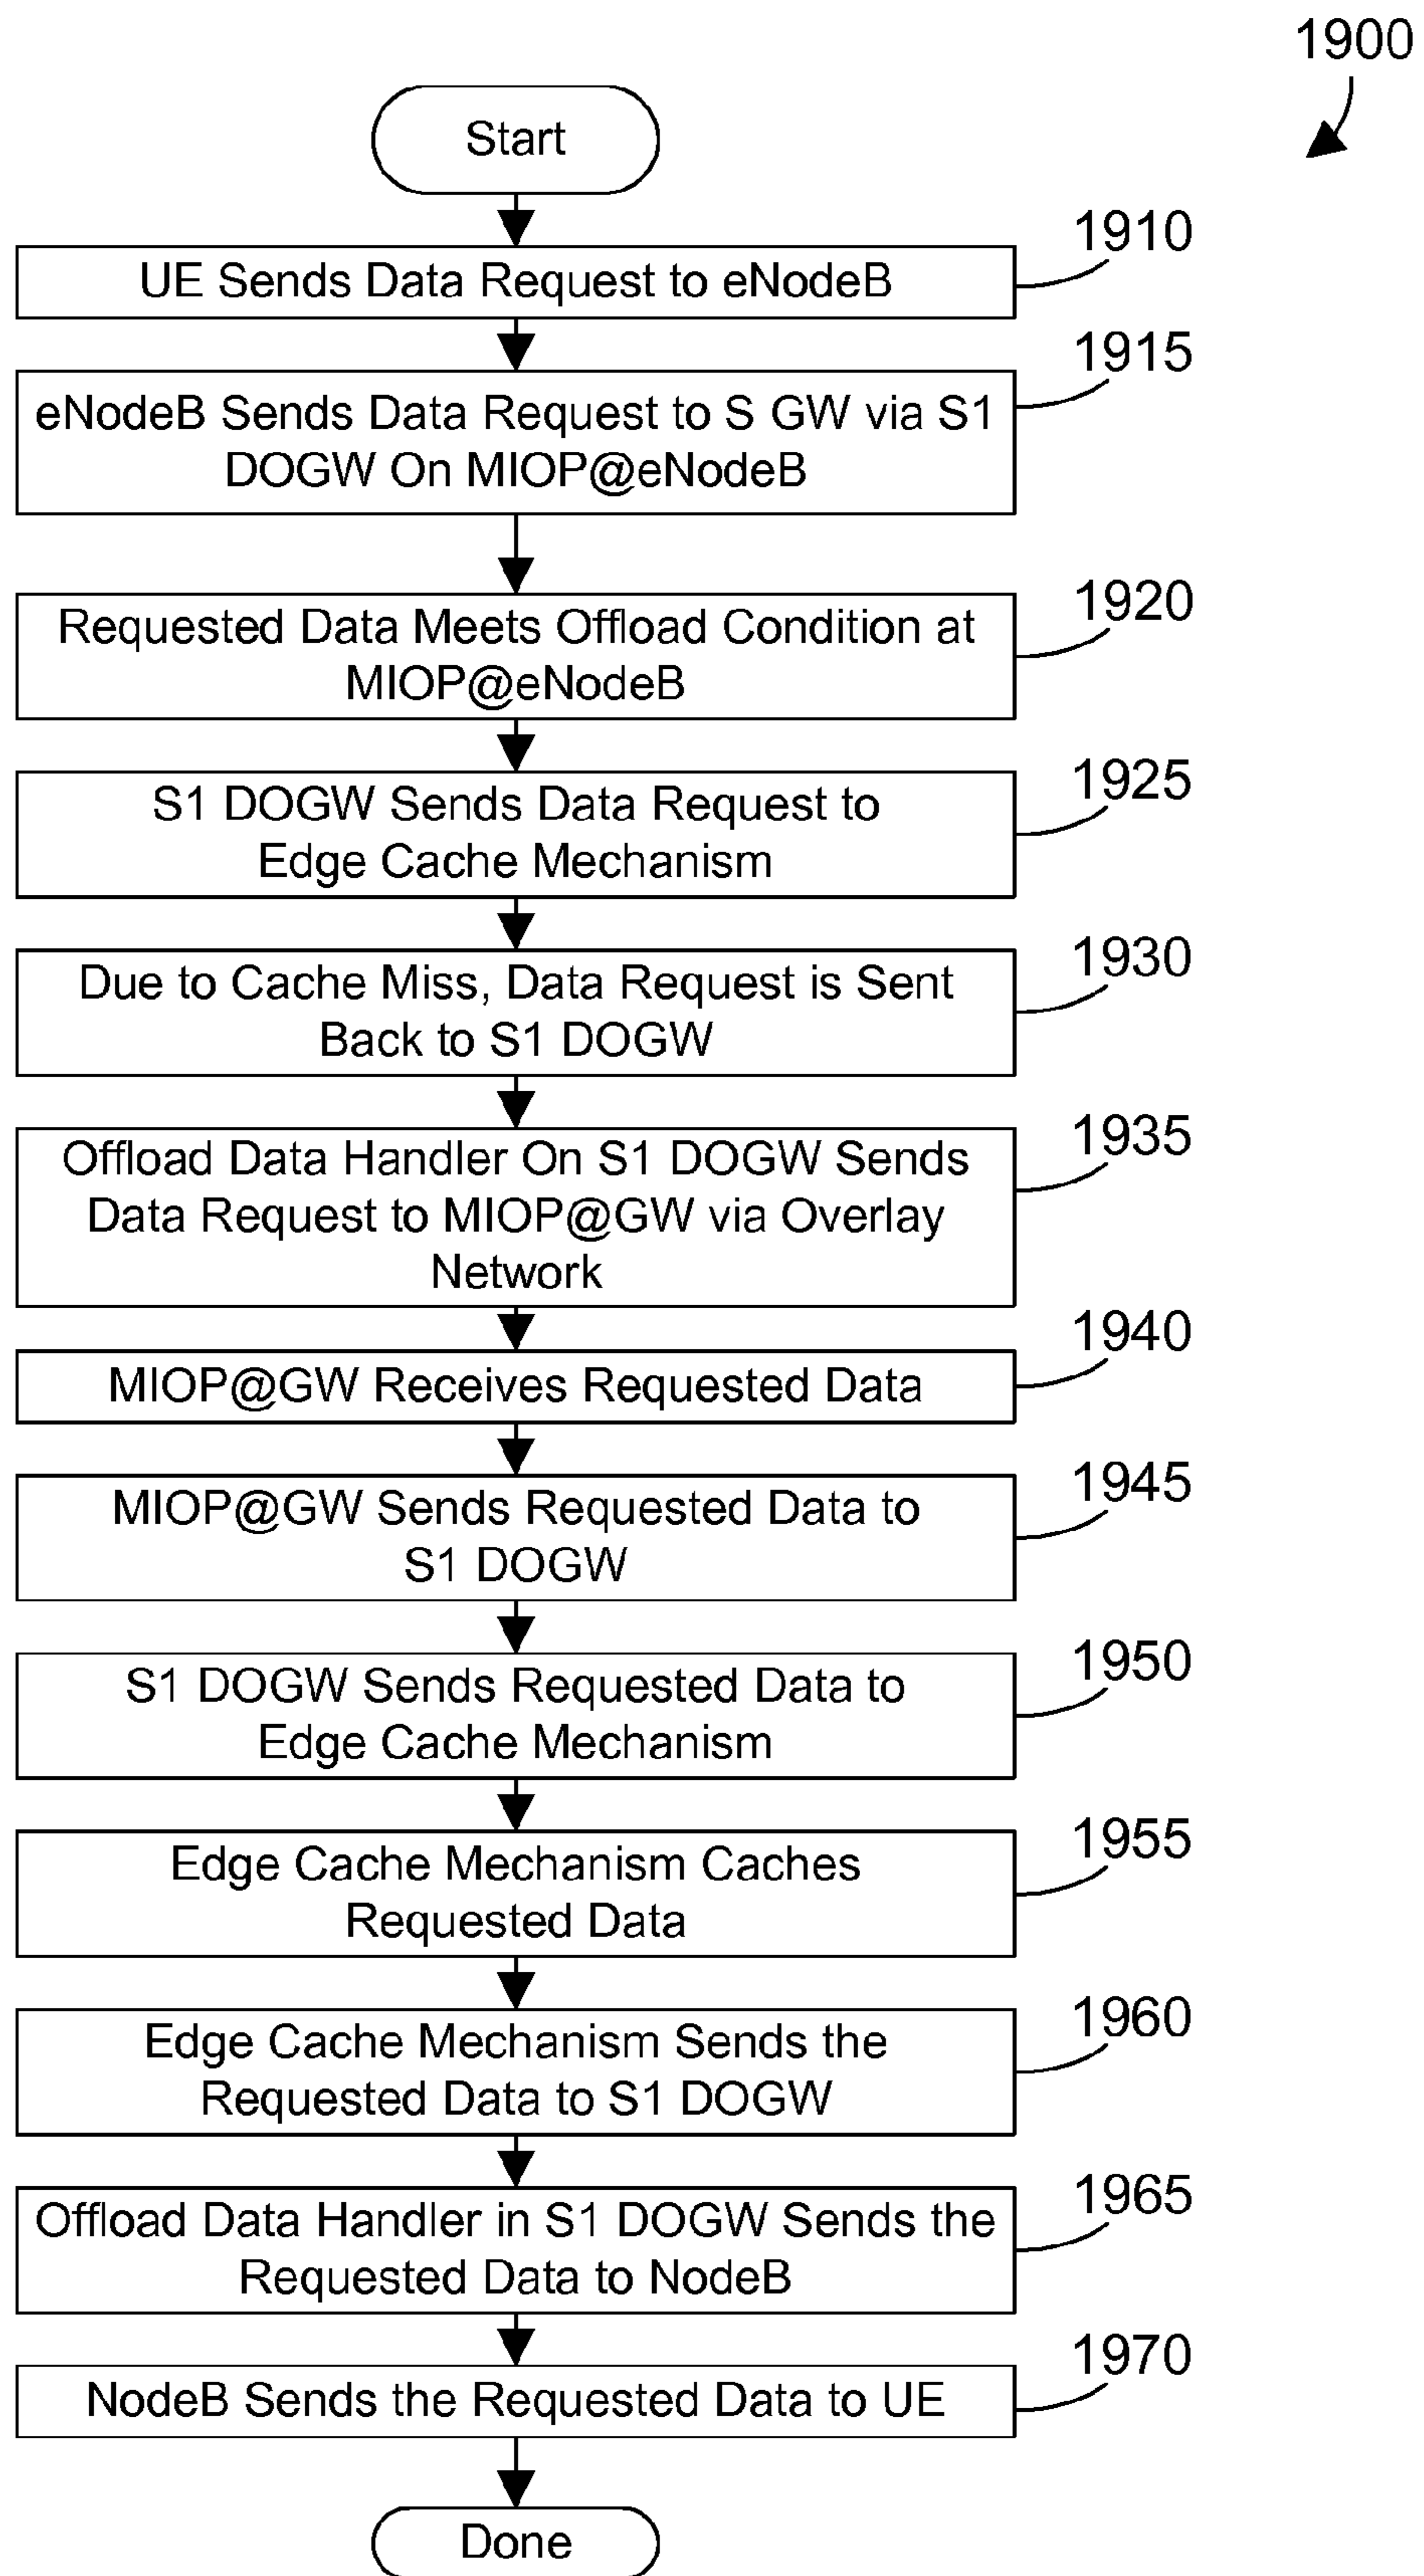 1900
Start
1910
UE Sends Data Request to eNodeB
1915
eNodeB Sends Data Request to S GW via S1
DOGW On MIOP@eNodeB
1920
Requested Data Meets Offload Condition at
MIOP@eNodeB
1925
S1 DOGW Sends Data Request to
Edge Cache Mechanism
1930
Due to Cache Miss, Data Request is Sent
Back to S1 DOGW
1935
Offload Data Handler On S1 DOGW Sends
Data Request to MIOP@GW via Overlay
Network
1940
MIOP@GW Receives Requested Data
1945
MIOP@GW Sends Requested Data to
S1 DOGW
1950
S1 DOGW Sends Requested Data to
Edge Cache Mechanism
1955
Edge Cache Mechanism Caches
Requested Data
1960
Edge Cache Mechanism Sends the
Requested Data to S1 DOGW
1965
Offload Data Handler in S1 DOGW Sends the
Requested Data to NodeB
1970
NodeB Sends the Requested Data to UE
Done